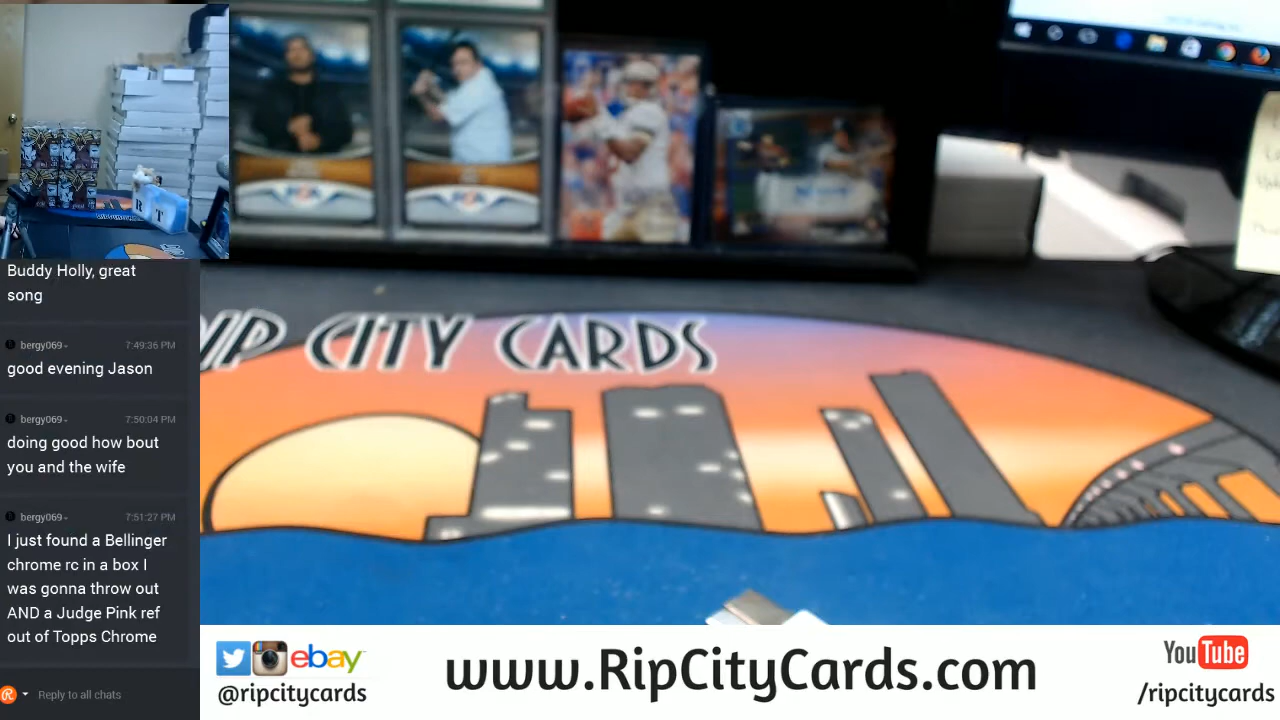 Buddy Holly, great
song
bergy069
7:49:36 PM
good evening Jason
bergy069
7:50:04 PM
doing good how bout
you and the wife
bergy069
7:51:27 PM
I just found a Bellinger
chrome rc in a box I
was gonna throw out
AND a Judge Pink ref
out of Topps Chrome
Reply to all chats
RIP CITY CARDS
R T
ebay
@ripcitycards
www.RipCityCards.com
YouTube
/ripcitycards